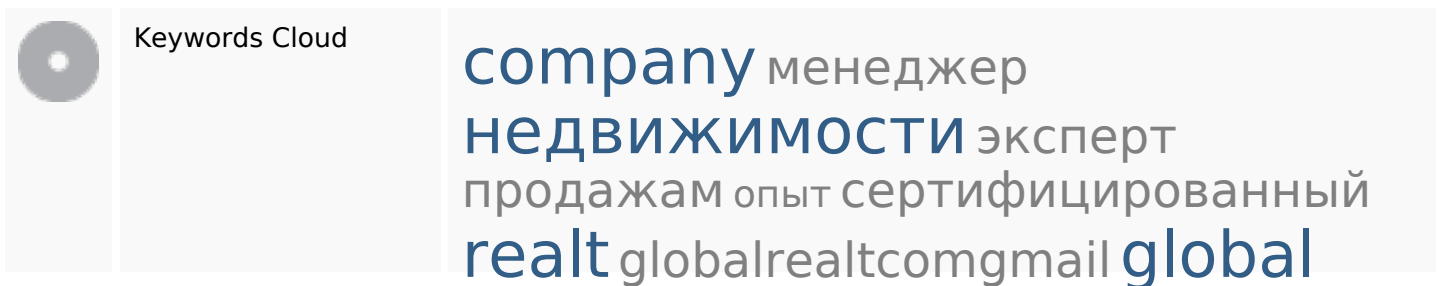 Keywords Cloud
company менеджер
недвижимости эксперт
продажам опыт сертифицированный
realt globalrealtcomgmail global